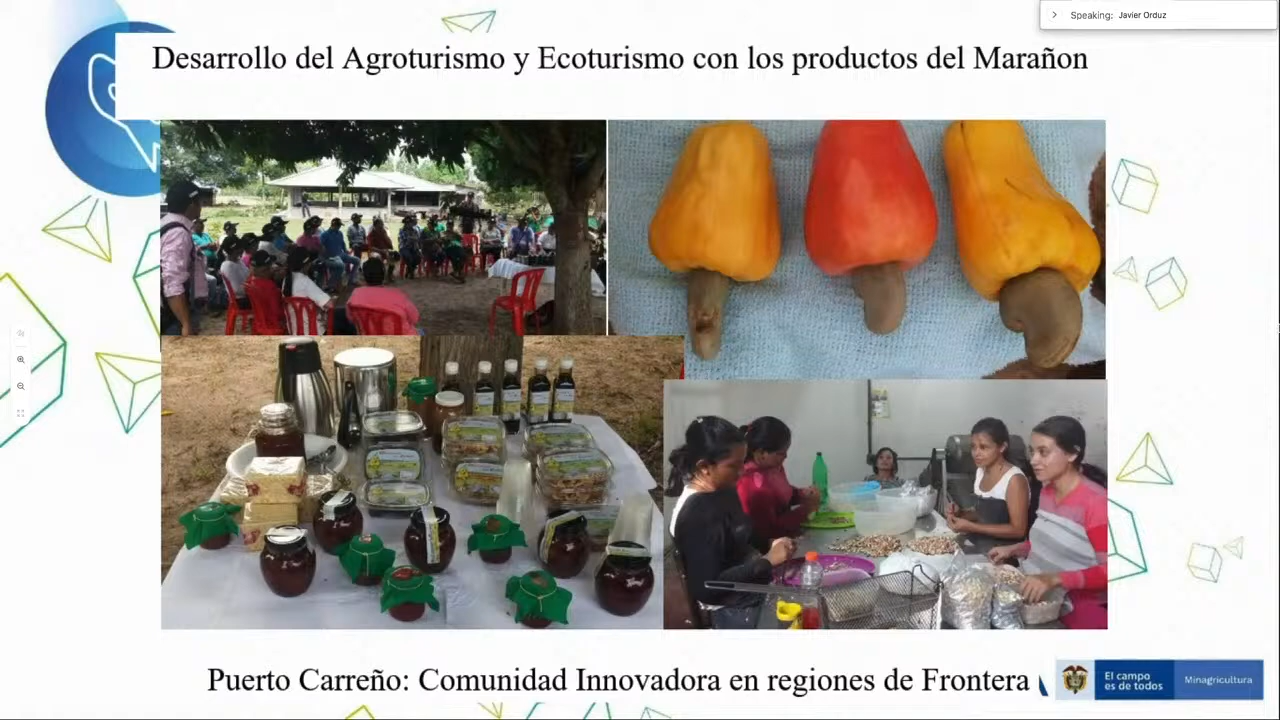 Speaking: Javier Orduz
Desarrollo del Agroturismo y Ecoturismo con los productos del Marañon
Puerto Carreño: Comunidad Innovadora en regiones de Frontera
El campo
es de todos
Minagricultura